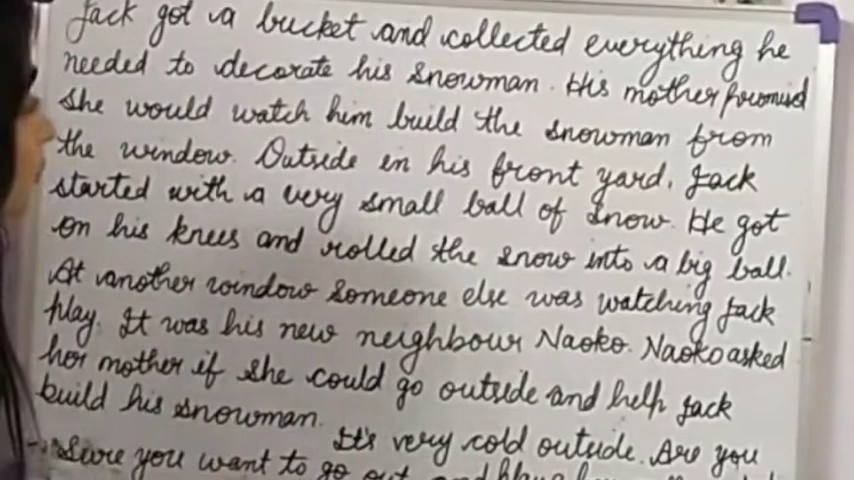 Jack got a bucket and collected everything he
needed to decorate his snowman. His mother promised
she would watch him build the snowman from
the window. Outside in his front yard, Jack
started with a very small ball of snow. He got
on his knees and rolled the snow into a big ball.
At another window someone else was watching Jack
play. It was his new neighbour Naoko. Naoko asked
her mother if she could go outside and help Jack
build his snowman.
It's very cold outside. Are you
Sure you want to go out and